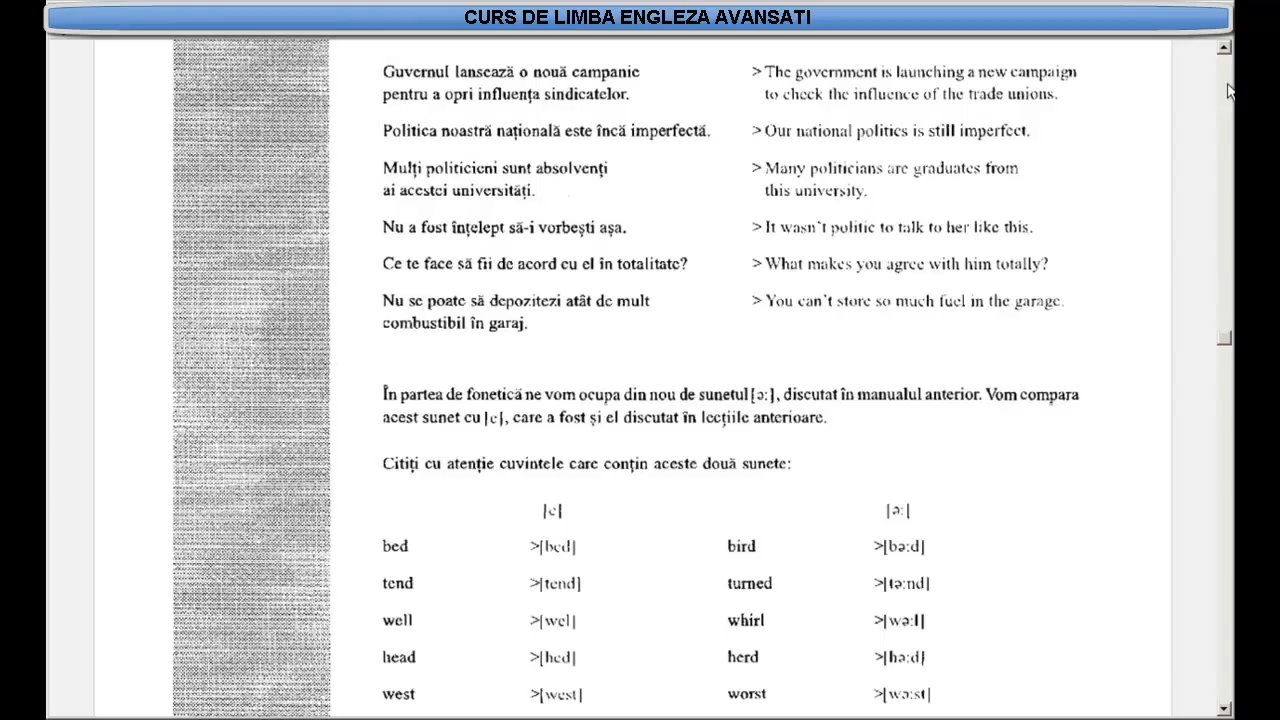 CURS DE LIMBA ENGLEZA AVANSATI
Guvernul lansează o nouă campanie
pentru a opri influența sindicatelor.
> The government is launching a new campaign
to check the influence of the trade unions.
Politica noastră națională este încă imperfectă.
> Our national politics is still imperfect.
Mulți politicieni sunt absolvenți
ai acestei universități.
> Many politicians are graduates from
this university.
Nu a fost înțelept să-i vorbești așa.
> It wasn't politic to talk to her like this.
Ce te face să fii de acord cu el în totalitate?
> What makes you agree with him totally?
Nu se poate să depozitezi atât de mult
combustibil în garaj.
> You can't store so much fuel in the garage.
În partea de fonetică ne vom ocupa din nou de sunetul [ə:], discutat în manualul anterior. Vom compara
acest sunet cu [e], care a fost și el discutat în lecțiile anterioare.
Citiți cu atenție cuvintele care conțin aceste două sunete:
[e] [ə:]
bed >[bed] bird >[bə:d]
tend >[tend] turned >[tə:nd]
well >[wel] whirl >[wə:l]
head >[hed] herd >[hə:d]
west >[west] worst >[wə:st]